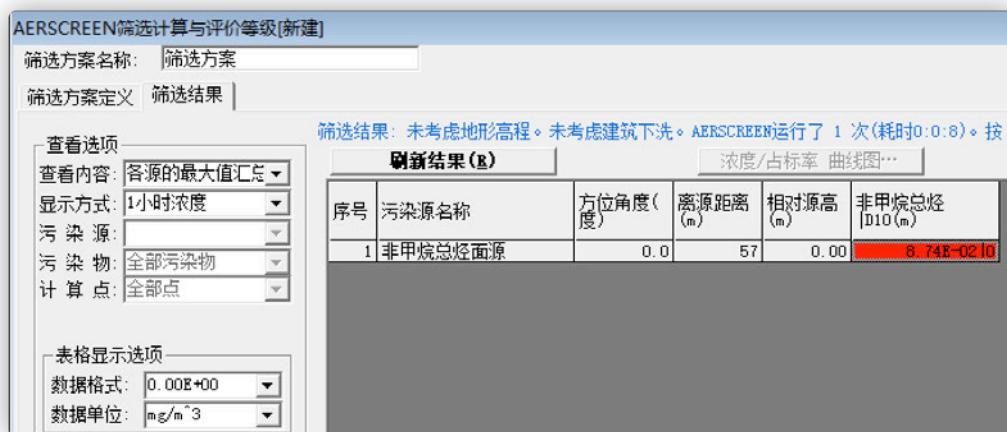 AERSCREEN筛选计算与评价等级[新建]
筛选方案名称: 筛选方案
筛选方案定义 筛选结果
筛选结果: 未考虑地形高程。未考虑建筑下洗。AERSCREEN运行了 1 次(耗时0:0:8)。按
查看选项
查看内容: 各源的最大值汇总
显示方式: 1小时浓度
污 染 源:
污 染 物: 全部污染物
计 算 点: 全部点
刷新结果(R)
浓度/占标率 曲线图…
序号 污染源名称 方位角度(度) 离源距离(m) 相对源高(m) 非甲烷总烃|D10(m)
1 非甲烷总烃面源 0.0 57 0.00 8.74E-02|0
表格显示选项
数据格式: 0.00E+00
数据单位: mg/m^3